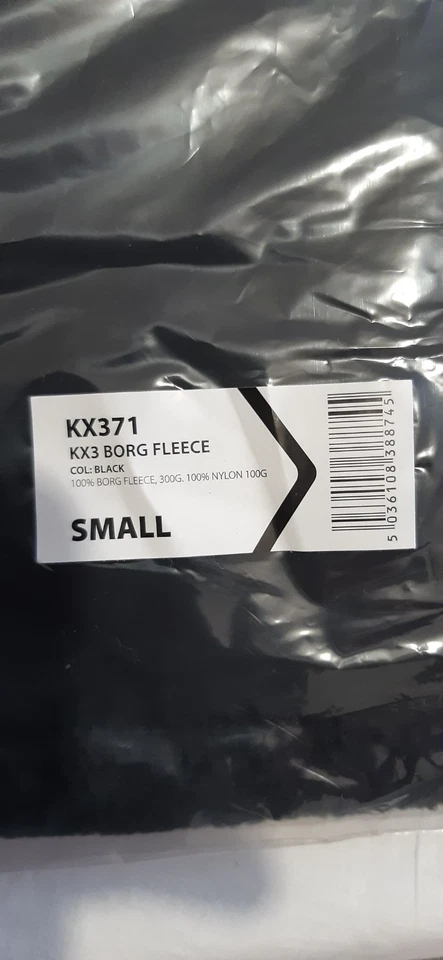 KX371
KX3 BORG FLEECE
COL: BLACK
100% BORG FLEECE, 300G. 100% NYLON 100G
SMALL
5 036108 388745